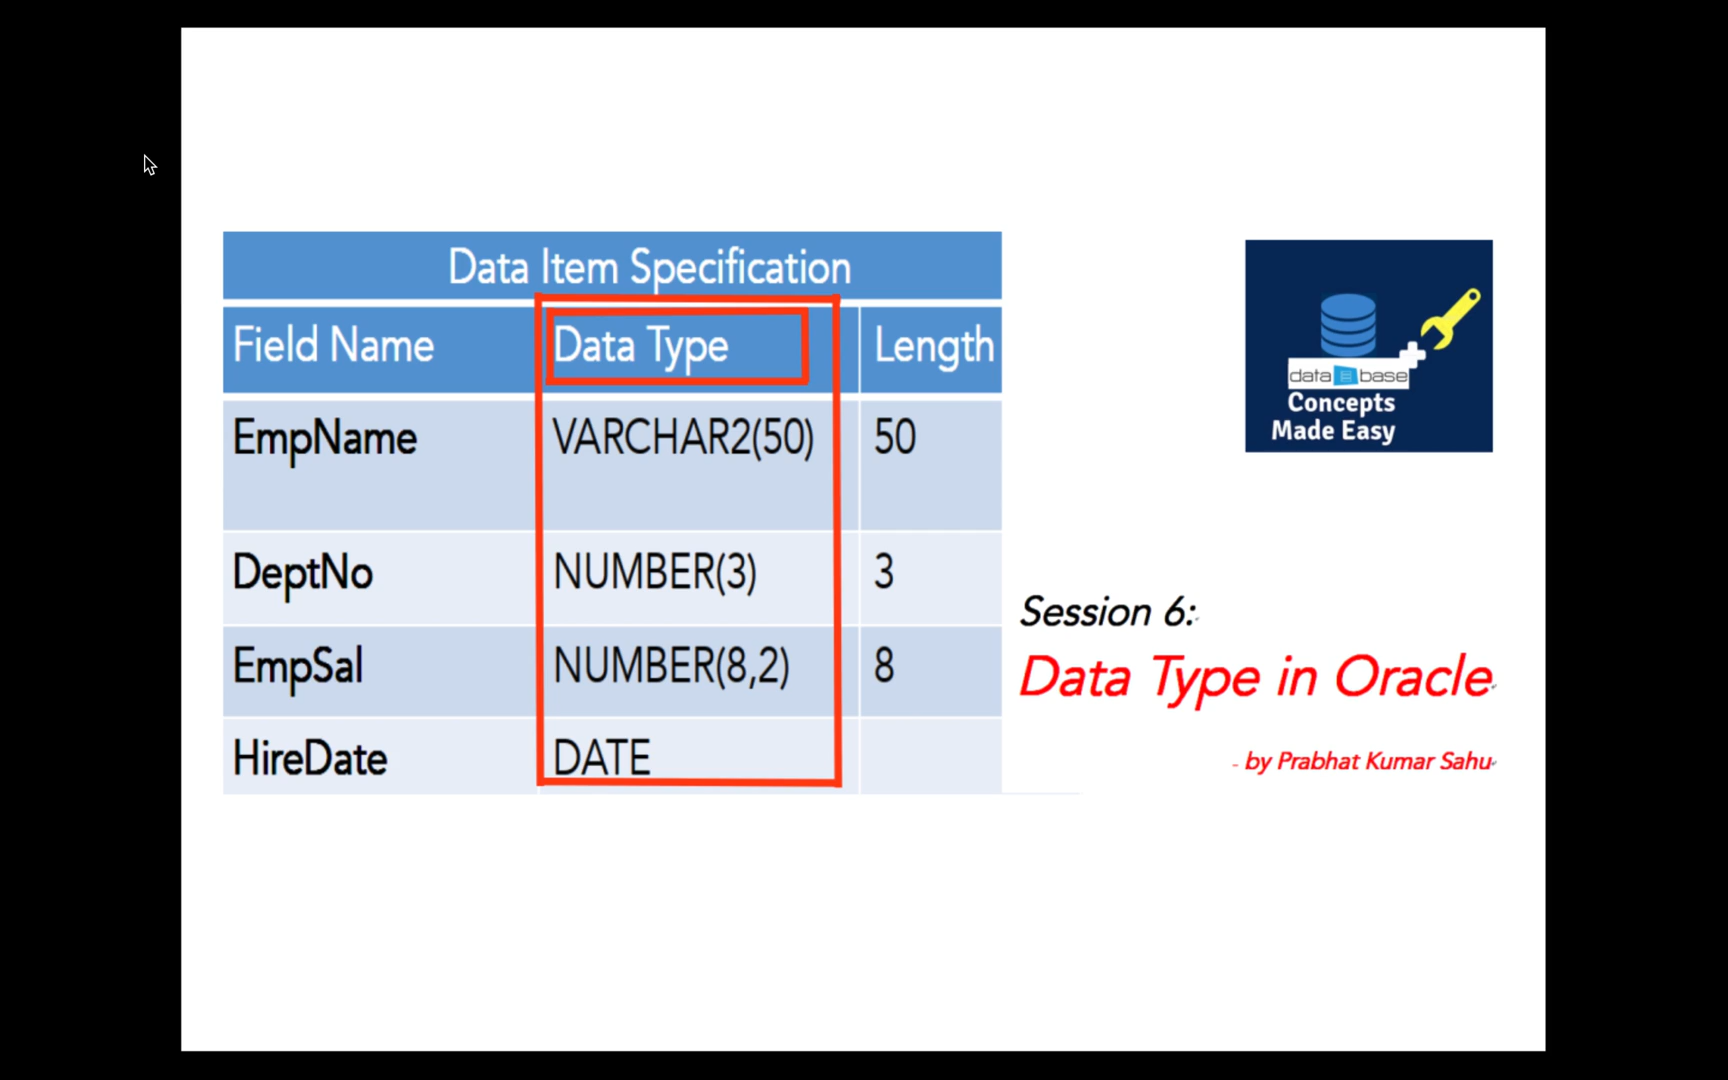 Data Item Specification
Field Name Data Type Length
EmpName VARCHAR2(50) 50
DeptNo NUMBER(3) 3
EmpSal NUMBER(8,2) 8
HireDate DATE
data base
Concepts
Made Easy
Session 6:
Data Type in Oracle
- by Prabhat Kumar Sahu